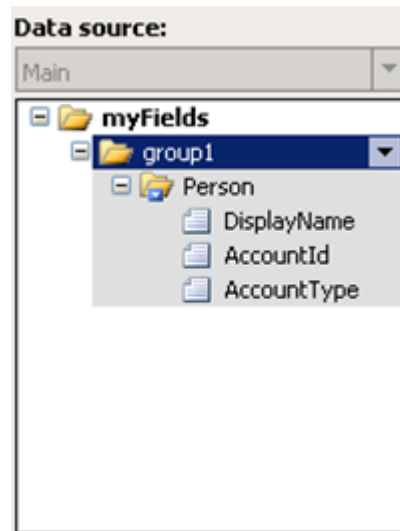 Data source:
Main
myFields
group1
Person
DisplayName
AccountId
AccountType